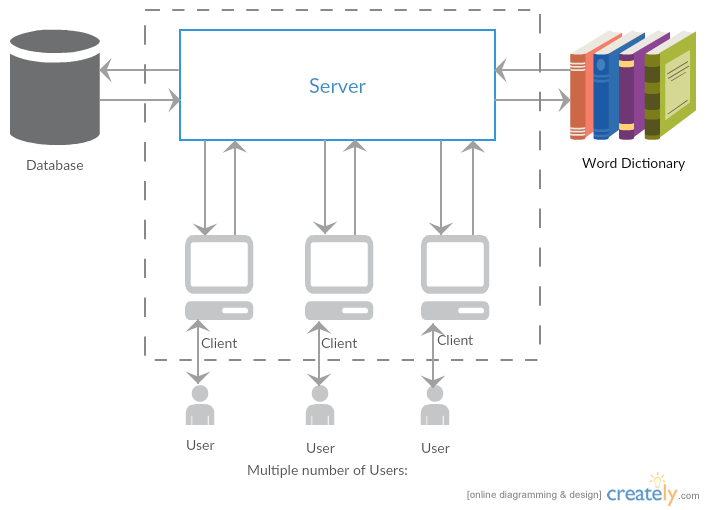 Server
Database
Word Dictionary
Client
Client
Client
User
User
User
Multiple number of Users:
[online diagramming & design] creately.com